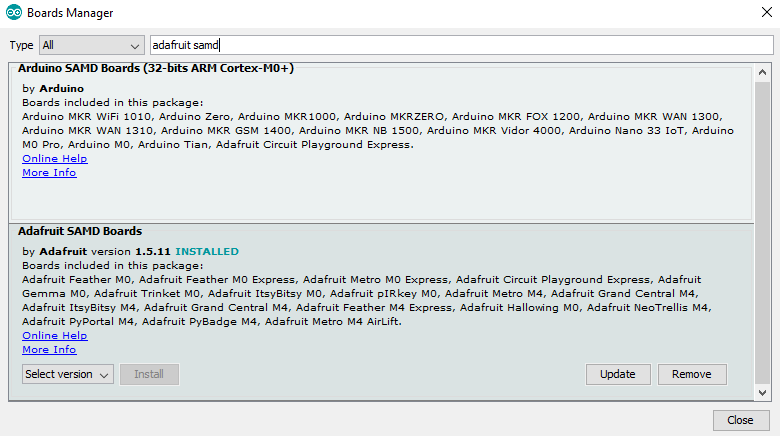 Boards Manager
Type All adafruit samd
Arduino SAMD Boards (32-bits ARM Cortex-M0+)
by Arduino
Boards included in this package:
Arduino MKR WiFi 1010, Arduino Zero, Arduino MKR1000, Arduino MKRZERO, Arduino MKR FOX 1200, Arduino MKR WAN 1300,
Arduino MKR WAN 1310, Arduino MKR GSM 1400, Arduino MKR NB 1500, Arduino MKR Vidor 4000, Arduino Nano 33 IoT, Arduino
M0 Pro, Arduino M0, Arduino Tian, Adafruit Circuit Playground Express.
Online Help
More Info
Adafruit SAMD Boards
by Adafruit version 1.5.11 INSTALLED
Boards included in this package:
Adafruit Feather M0, Adafruit Feather M0 Express, Adafruit Metro M0 Express, Adafruit Circuit Playground Express, Adafruit
Gemma M0, Adafruit Trinket M0, Adafruit ItsyBitsy M0, Adafruit pIRkey M0, Adafruit Metro M4, Adafruit Grand Central M4,
Adafruit ItsyBitsy M4, Adafruit Grand Central M4, Adafruit Feather M4 Express, Adafruit Hallowing M0, Adafruit NeoTrellis M4,
Adafruit PyPortal M4, Adafruit PyBadge M4, Adafruit Metro M4 AirLift.
Online Help
More Info
Select version Install Update Remove
Close